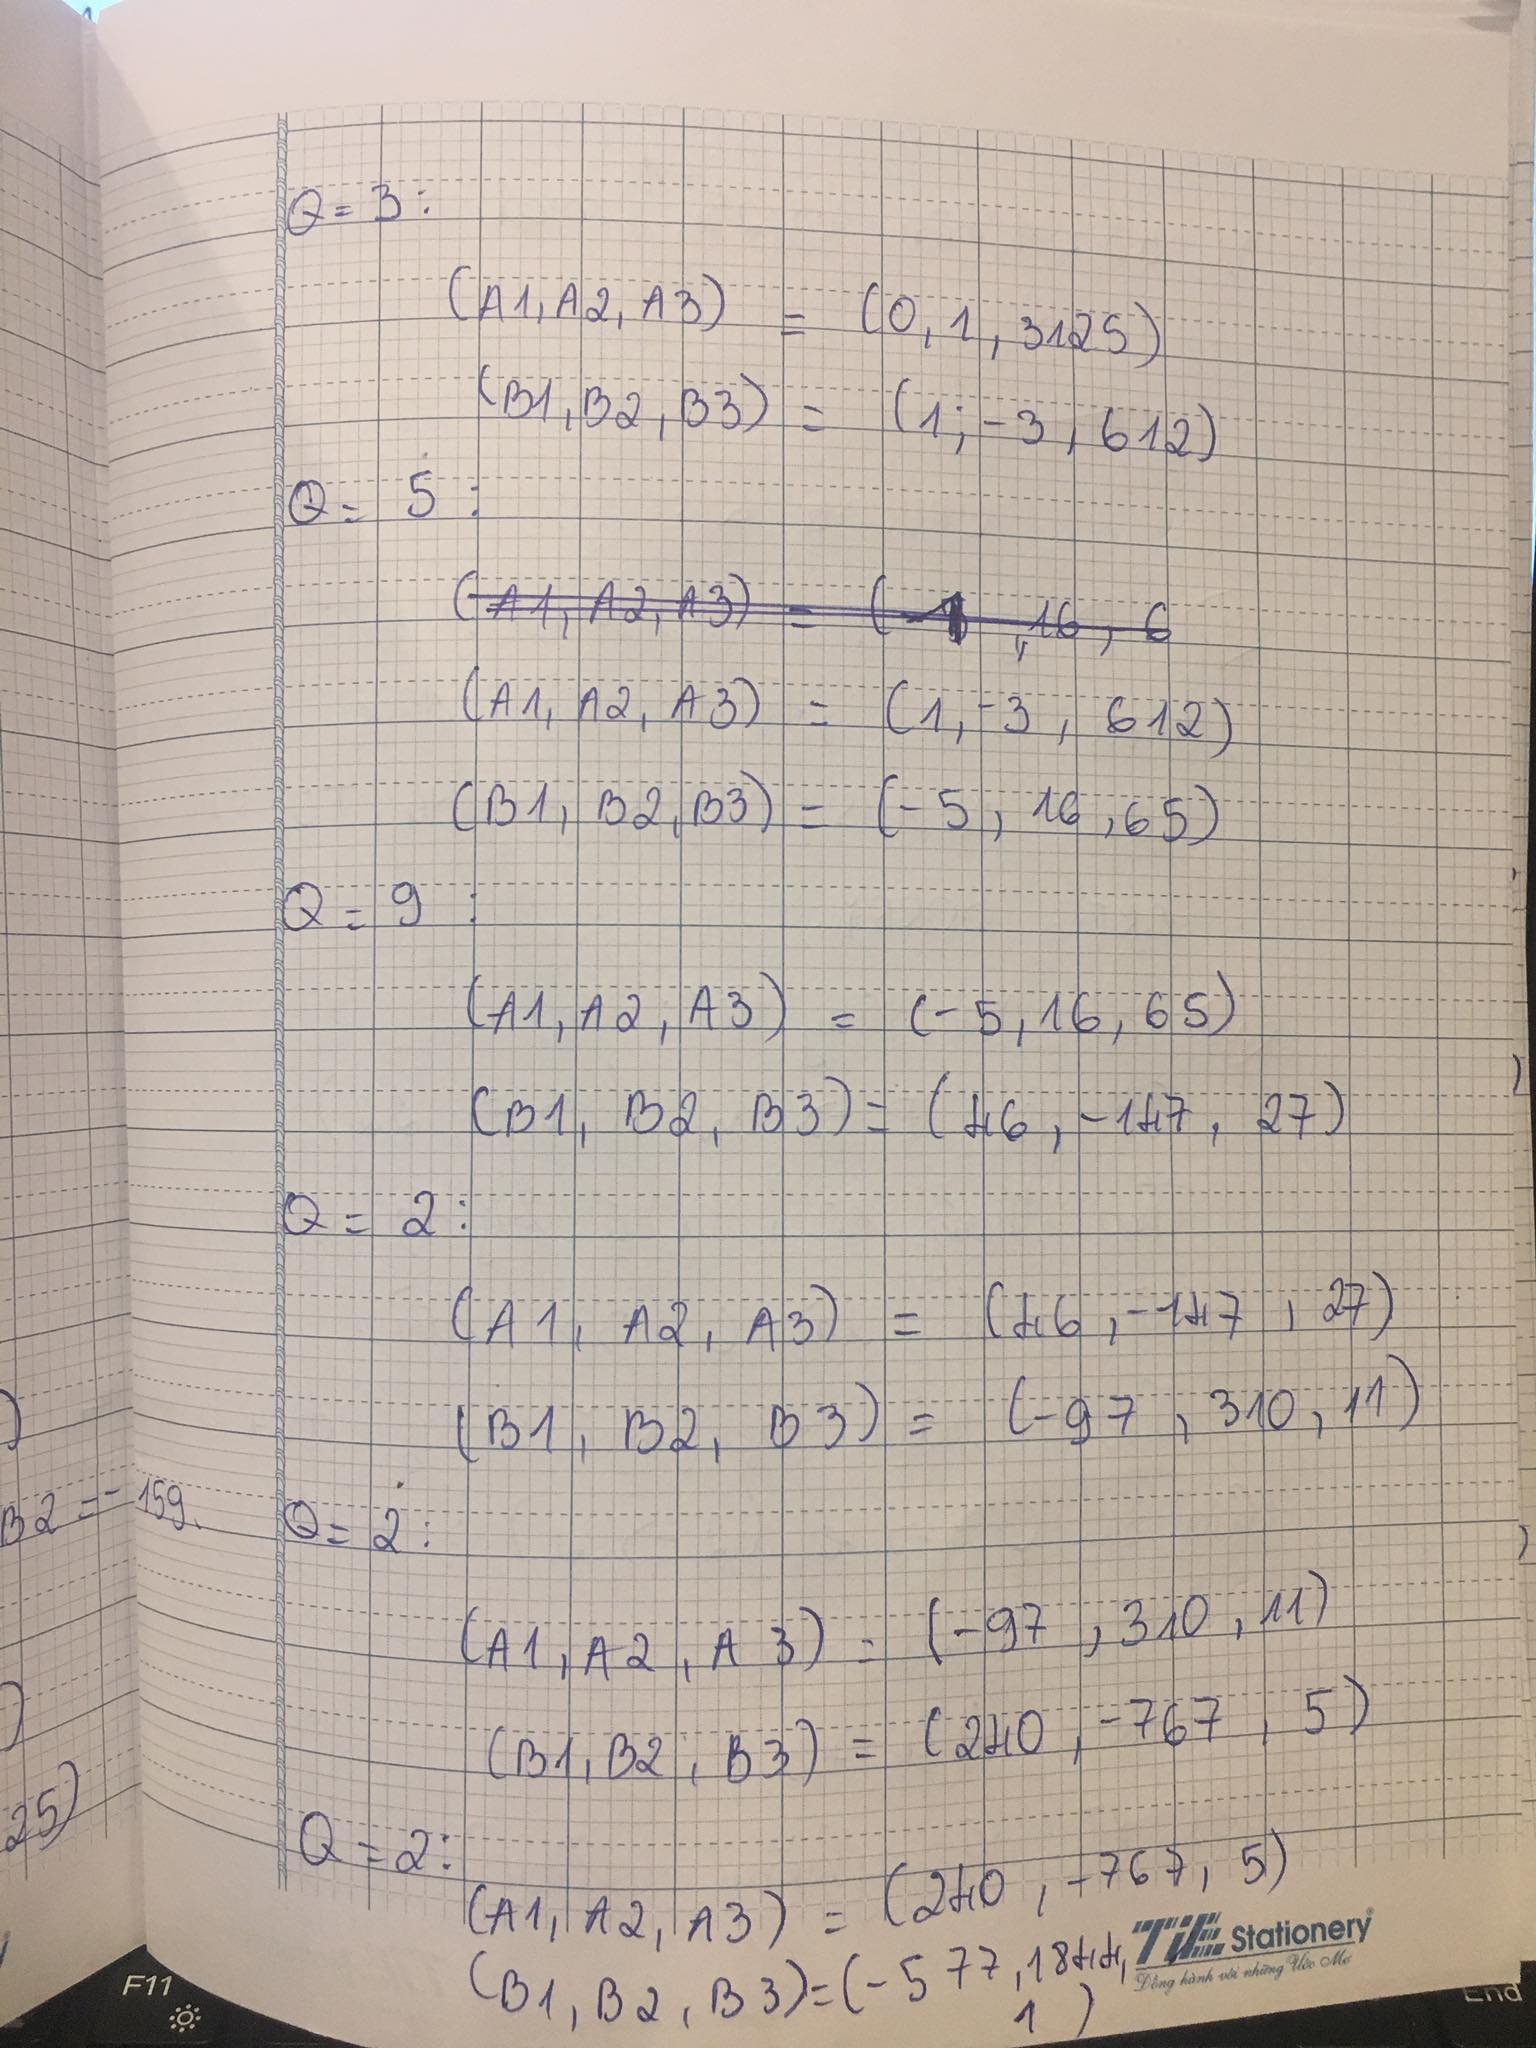 Q = 3 :
(A1, A2, A3) = (0, 1, 3125)
(B1, B2, B3) = (1; -3, 612)
Q = 5 :
(A1, A2, A3) = ( , 16, 6
(A1, A2, A3) = (1, -3, 612)
(B1, B2, B3) = (-5, 16, 65)
Q = 9 :
(A1, A2, A3) = (-5, 16, 65)
(B1, B2, B3) = (46, -147, 27)
Q = 2 :
(A1, A2, A3) = (46, -147, 27)
(B1, B2, B3) = (-97, 310, 11)
B2 = -159.
Q = 2 :
(A1, A2, A3) = (-97, 310, 11)
(B1, B2, B3) = (240, -767, 5)
25)
Q = 2 :
(A1, A2, A3) = (240, -767, 5)
(B1, B2, B3) = (-577, 1844,
1)
TiE Stationery
Đồng hành với những Ước Mơ
F11
End